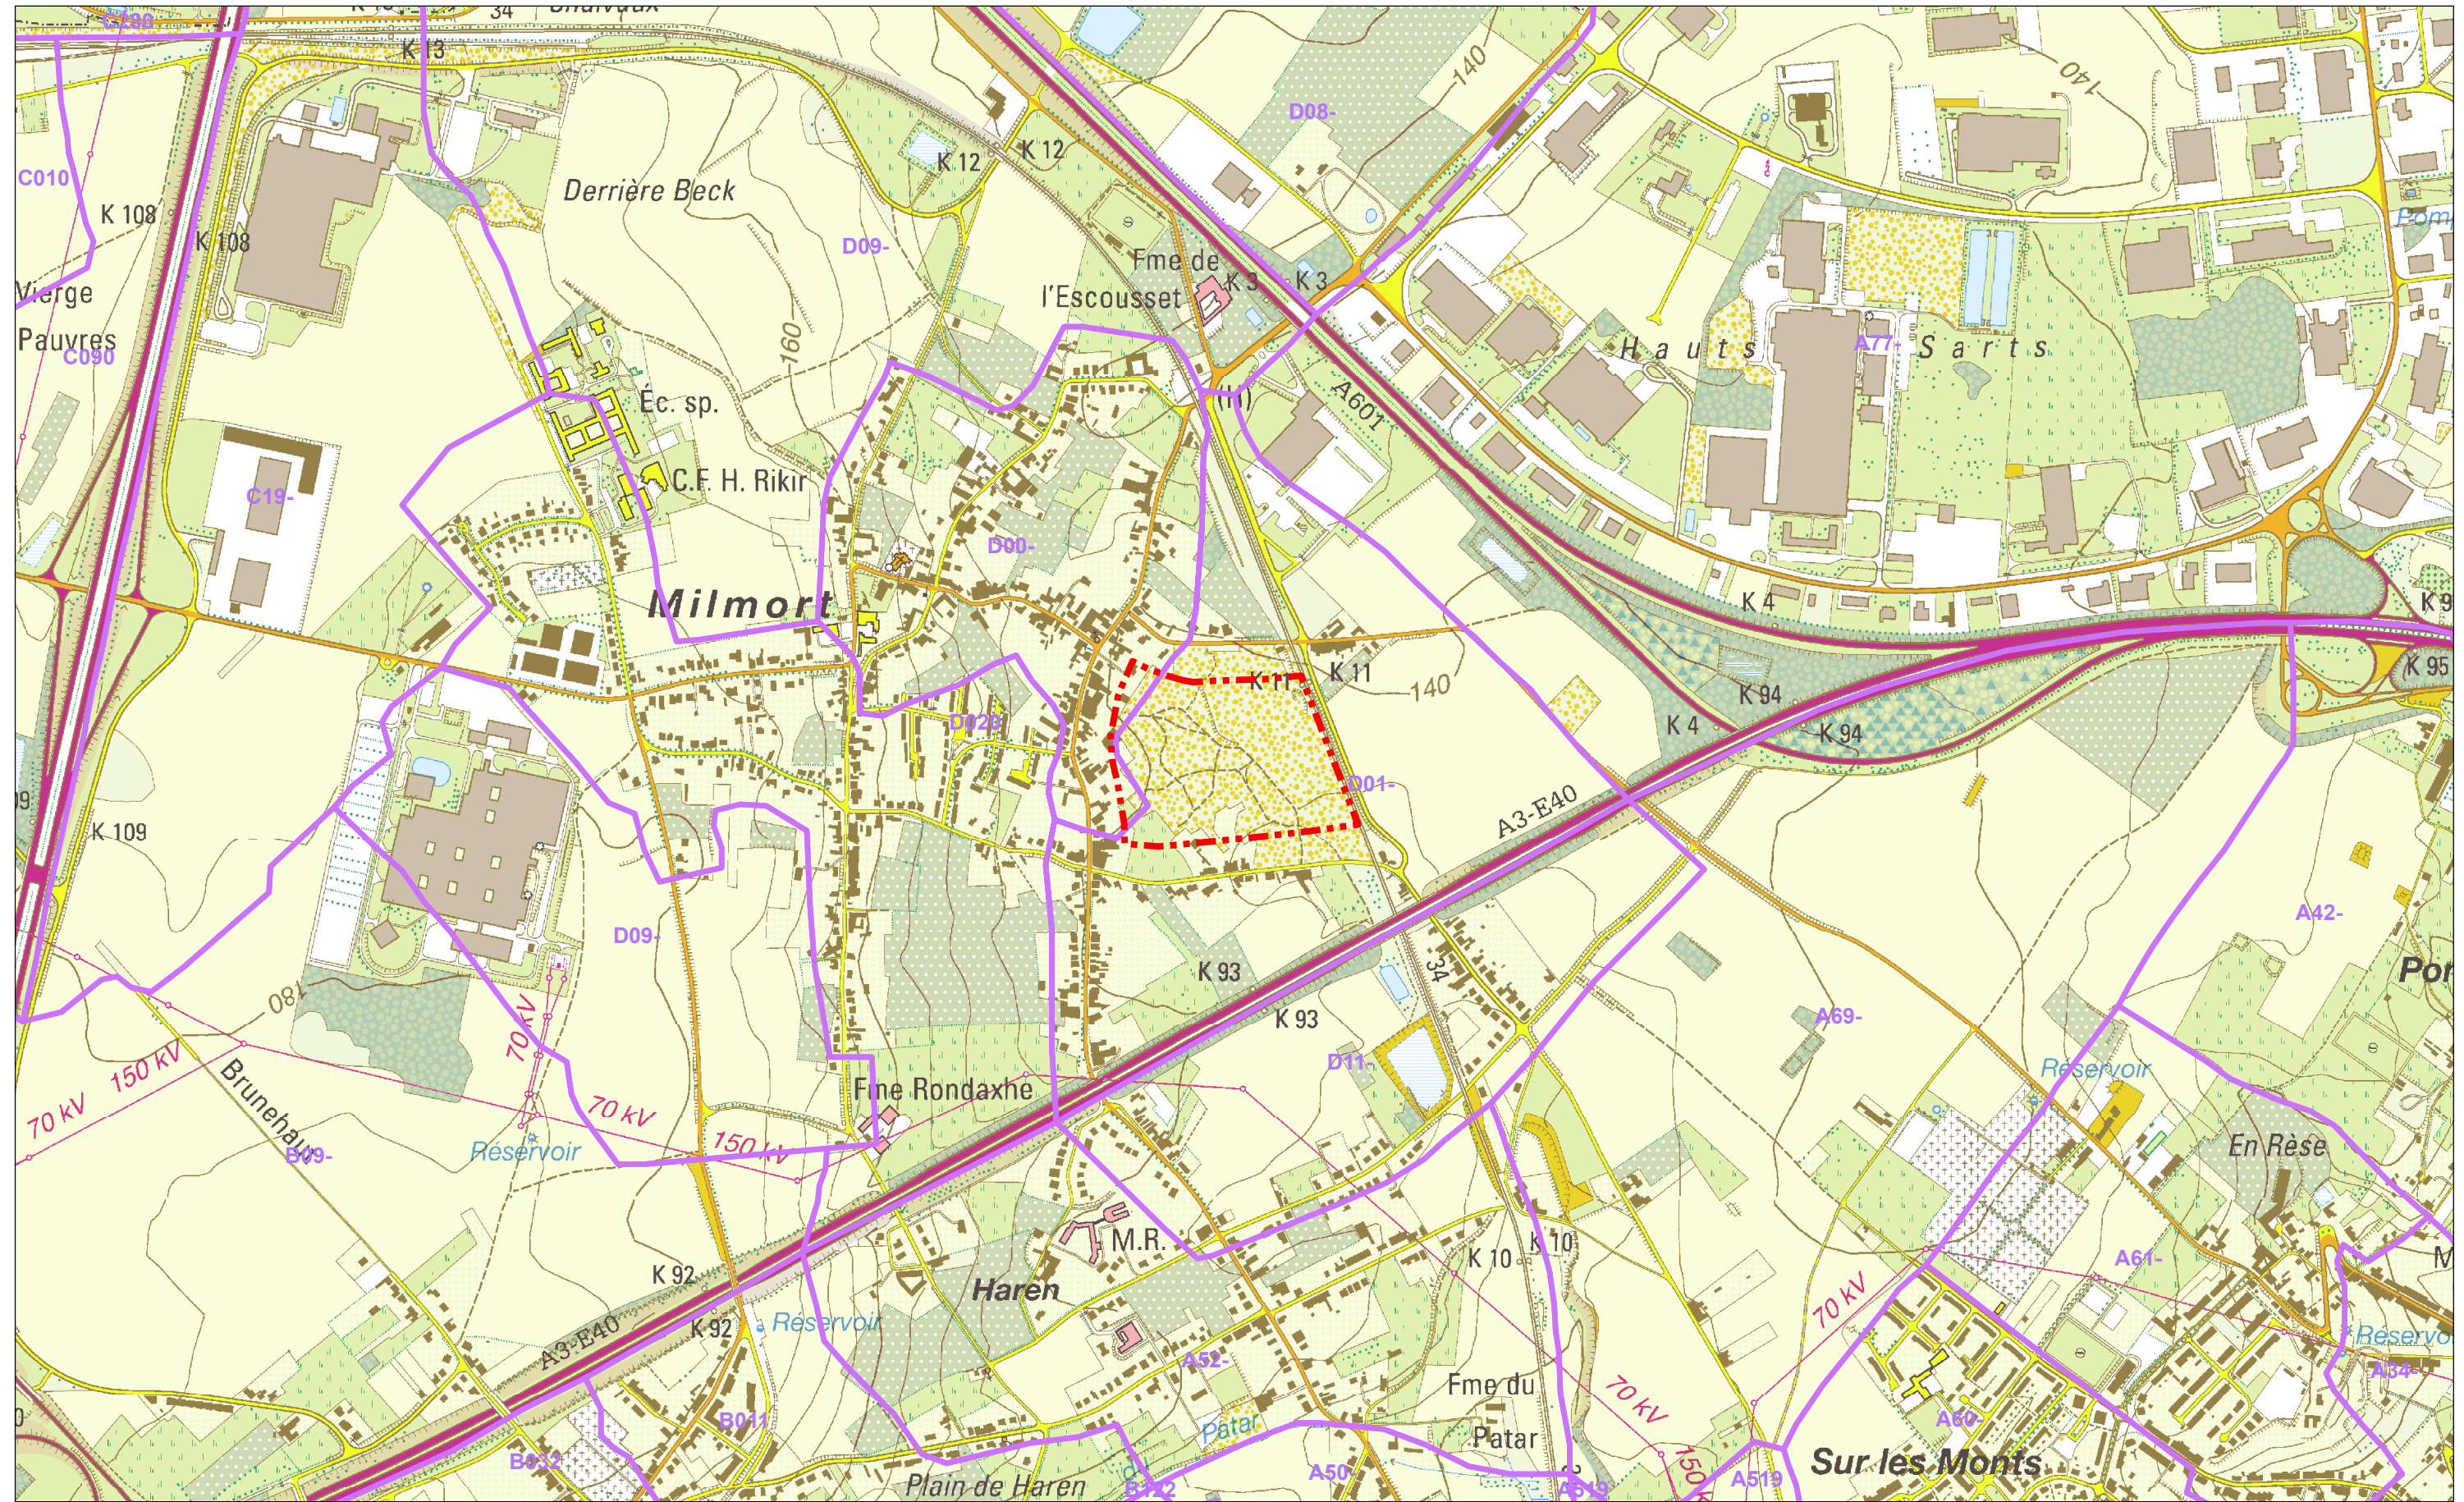 C280
34
K 13
140
140
D08-
K 12
K 12
C010
Derrière Beck
K 108
K 108
D09-
Fme de
l'Escousset
K 3
K 3
Vierge
Pauvres
C090
160
Hauts Sarts
A77-
(H)
A601
Éc. sp.
C.F. H. Rikir
C19-
D00-
Milmort
K 4
K 9
K 11
K 11
140
K 95
K 94
K 4
K 94
D020
D01-
A3-E40
K 109
A42-
D09-
K 93
34
K 93
180
A69-
D11-
Réservoir
70 kV
150 kV
70 kV
70 kV
150 kV
Fme Rondaxhe
Brunehaut
B09-
Réservoir
En Rèse
M.R.
K 10
K 10
A61-
K 92
Haren
70 kV
K 92
Réservoir
A3-E40
A52-
A34-
Fme du
Patar
70 kV
Patar
B011
A60-
B032
Sur les Monts
A50-
A519
A519
Plain de Haren
B122